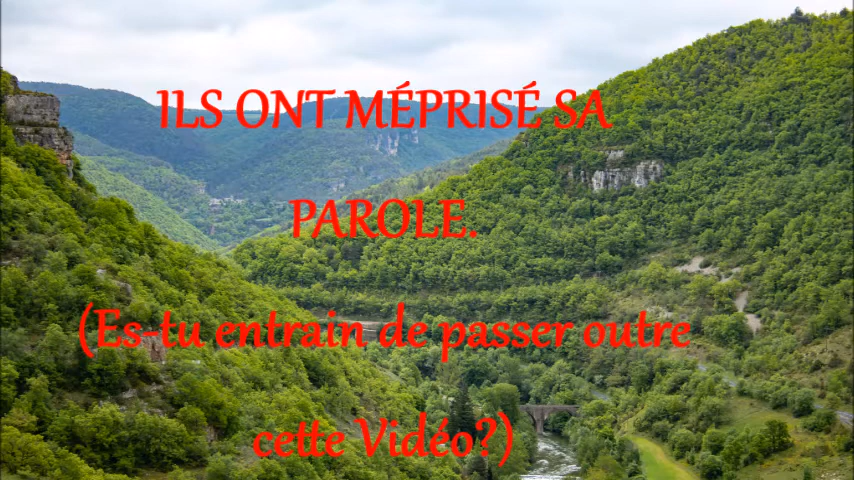 ILS ONT MÉPRISÉ SA
PAROLE.
(Es-tu entrain de passer outre
cette Vidéo?)